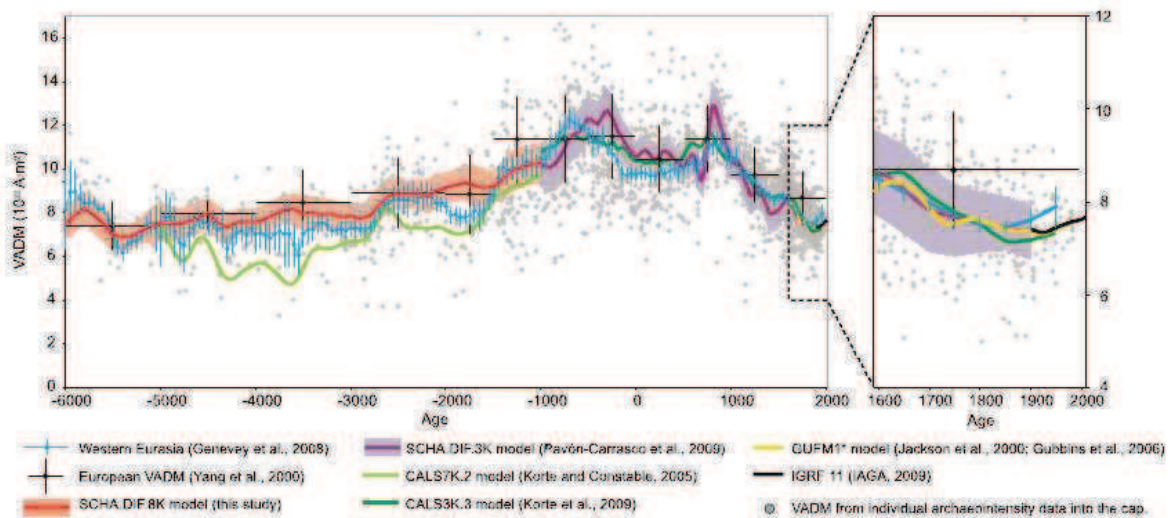 16
14
12
10
8
6
4
2
0
VADM
-6000 -5000 -4000 -3000 -2000 -1000 0 1000 2000
Age
12
10
8
6
4
1600 1700 1800 1900 2000
Age
Western Eurasia (Genevey et al., 2008)
European VADM (Yang et al., 2000)
SCHA.DIF.8K model (this study)
SCHA.DIF.3K model (Pavón-Carrasco et al., 2009)
CALS7K.2 model (Korte and Constable, 2005)
CALS3K.3 model (Korte et al., 2009)
GUFM1* model (Jackson et al., 2000; Gubbins et al., 2006)
IGRF 11 (IAGA, 2009)
VADM from individual archaeointensity data into the cap.